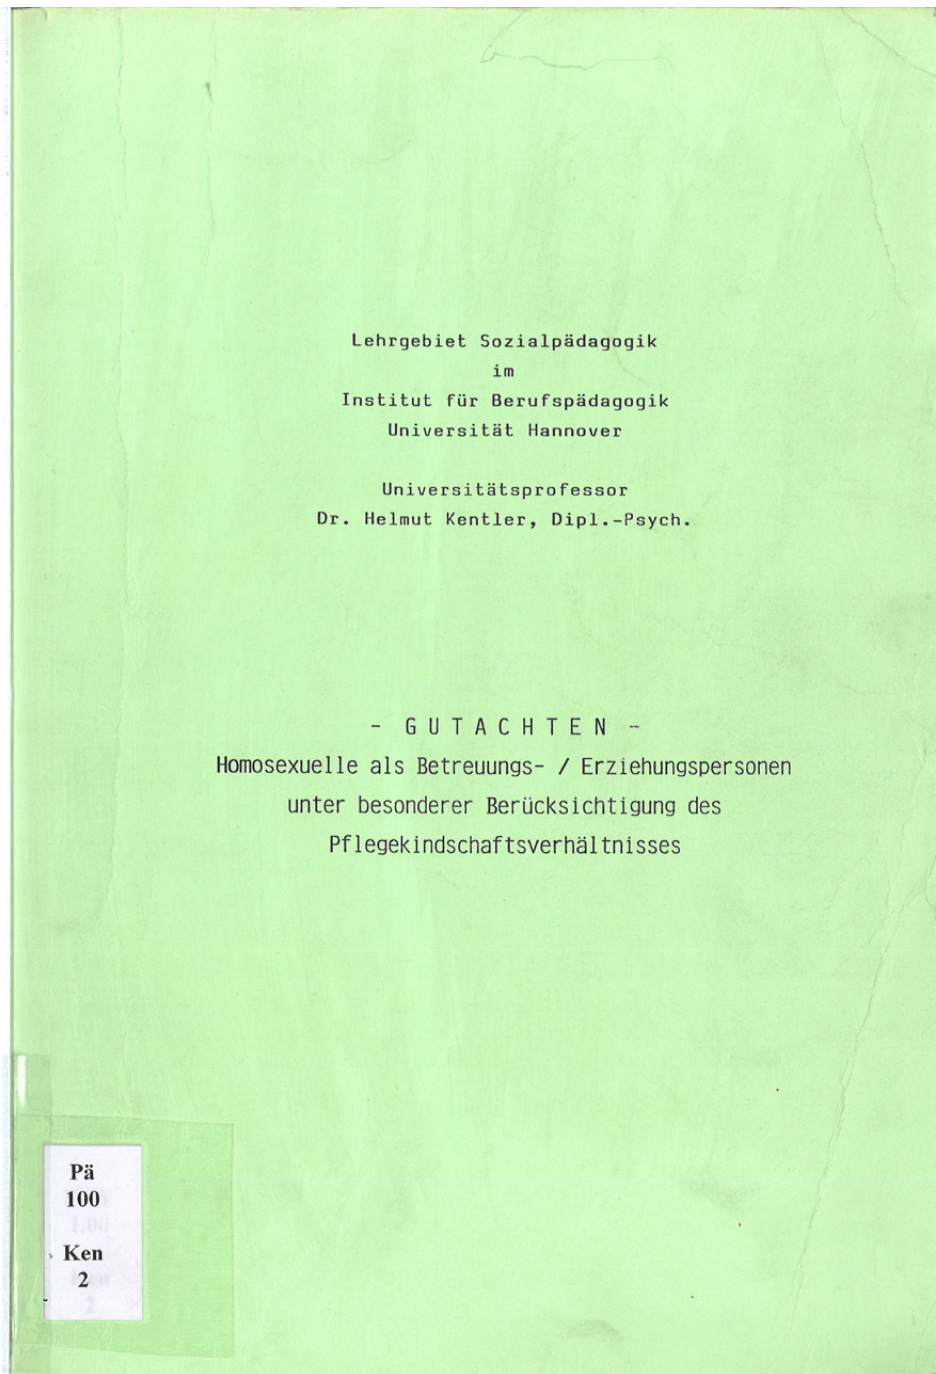 Lehrgebiet Sozialpädagogik
im
Institut für Berufspädagogik
Universität Hannover
Universitätsprofessor
Dr. Helmut Kentler, Dipl.-Psych.
- G U T A C H T E N -
Homosexuelle als Betreuungs- / Erziehungspersonen
unter besonderer Berücksichtigung des
Pflegekindschaftsverhältnisses
Pä
100
Ken
2